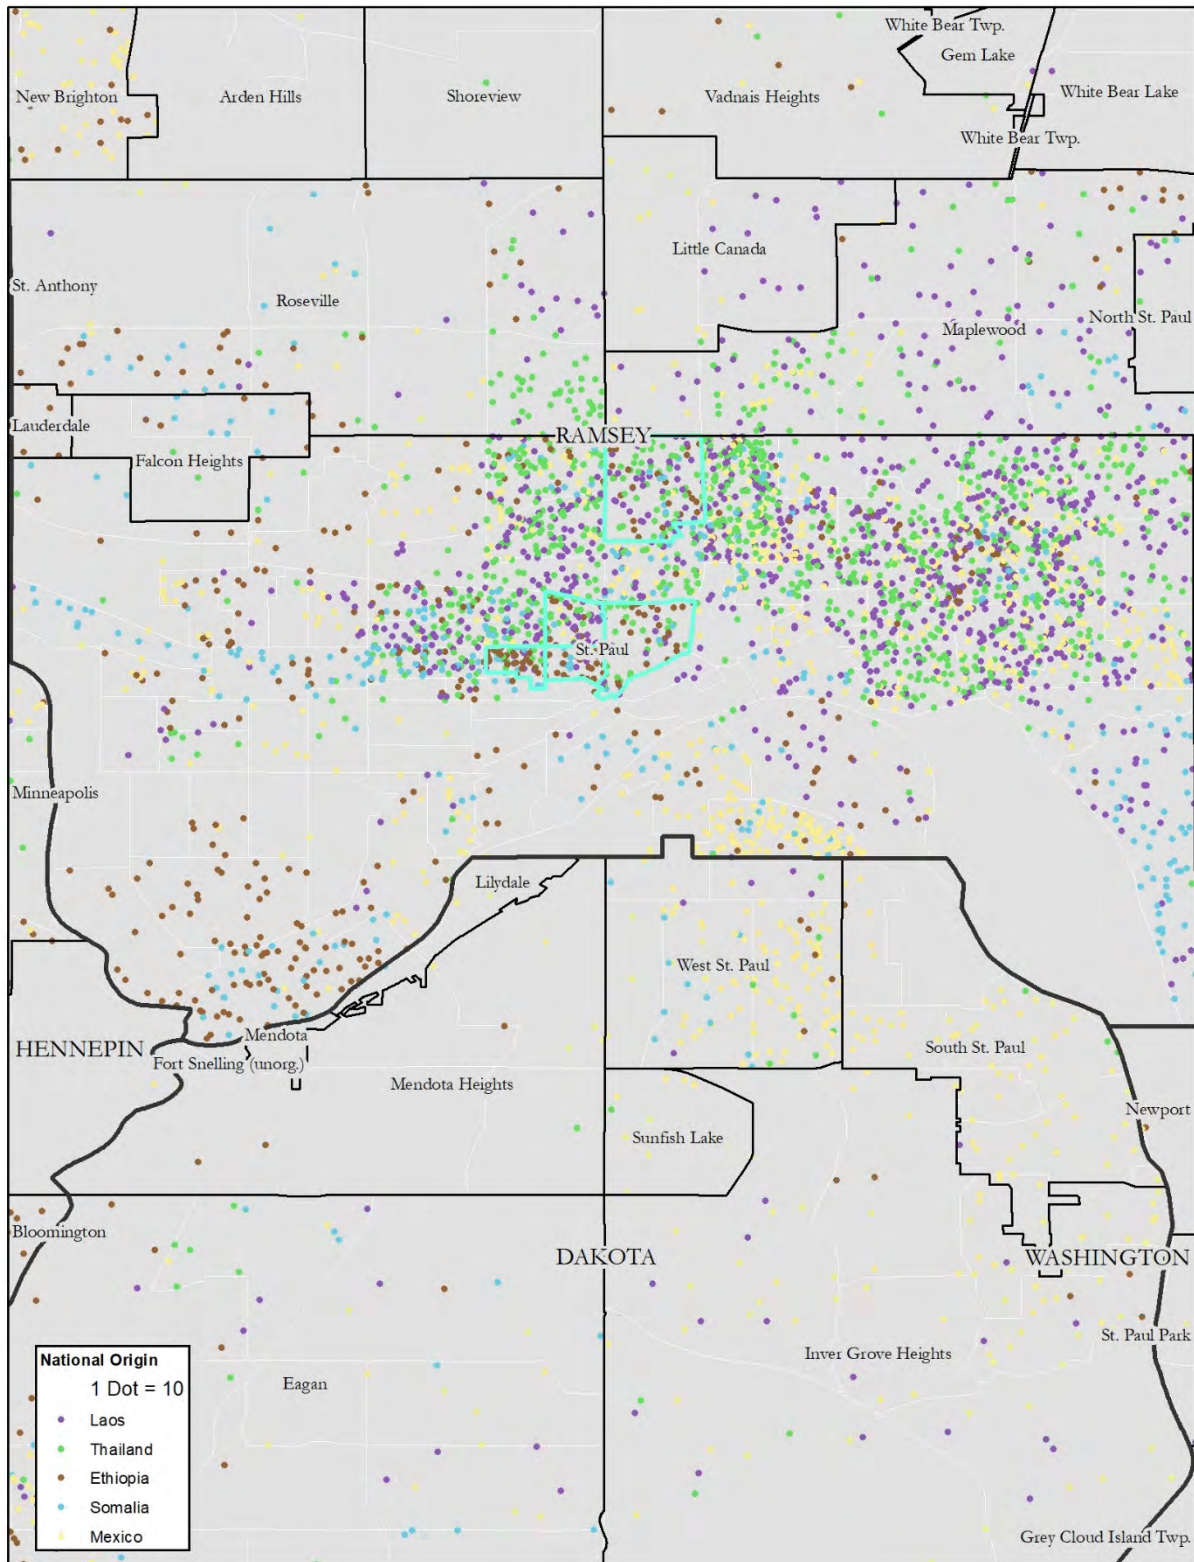 White Bear Twp.
Gem Lake
New Brighton
Arden Hills
Shoreview
Vadnais Heights
White Bear Lake
White Bear Twp.
Little Canada
St. Anthony
Roseville
Maplewood
North St. Paul
Lauderdale
RAMSEY
Falcon Heights
St. Paul
Minneapolis
Lilydale
West St. Paul
Mendota
HENNEPIN
Fort Snelling (unorg.)
South St. Paul
Mendota Heights
Newport
Sunfish Lake
Bloomington
DAKOTA
WASHINGTON
St. Paul Park
Inver Grove Heights
Eagan
National Origin
1 Dot = 10
Laos
Thailand
Ethiopia
Somalia
Mexico
Grey Cloud Island Twp.